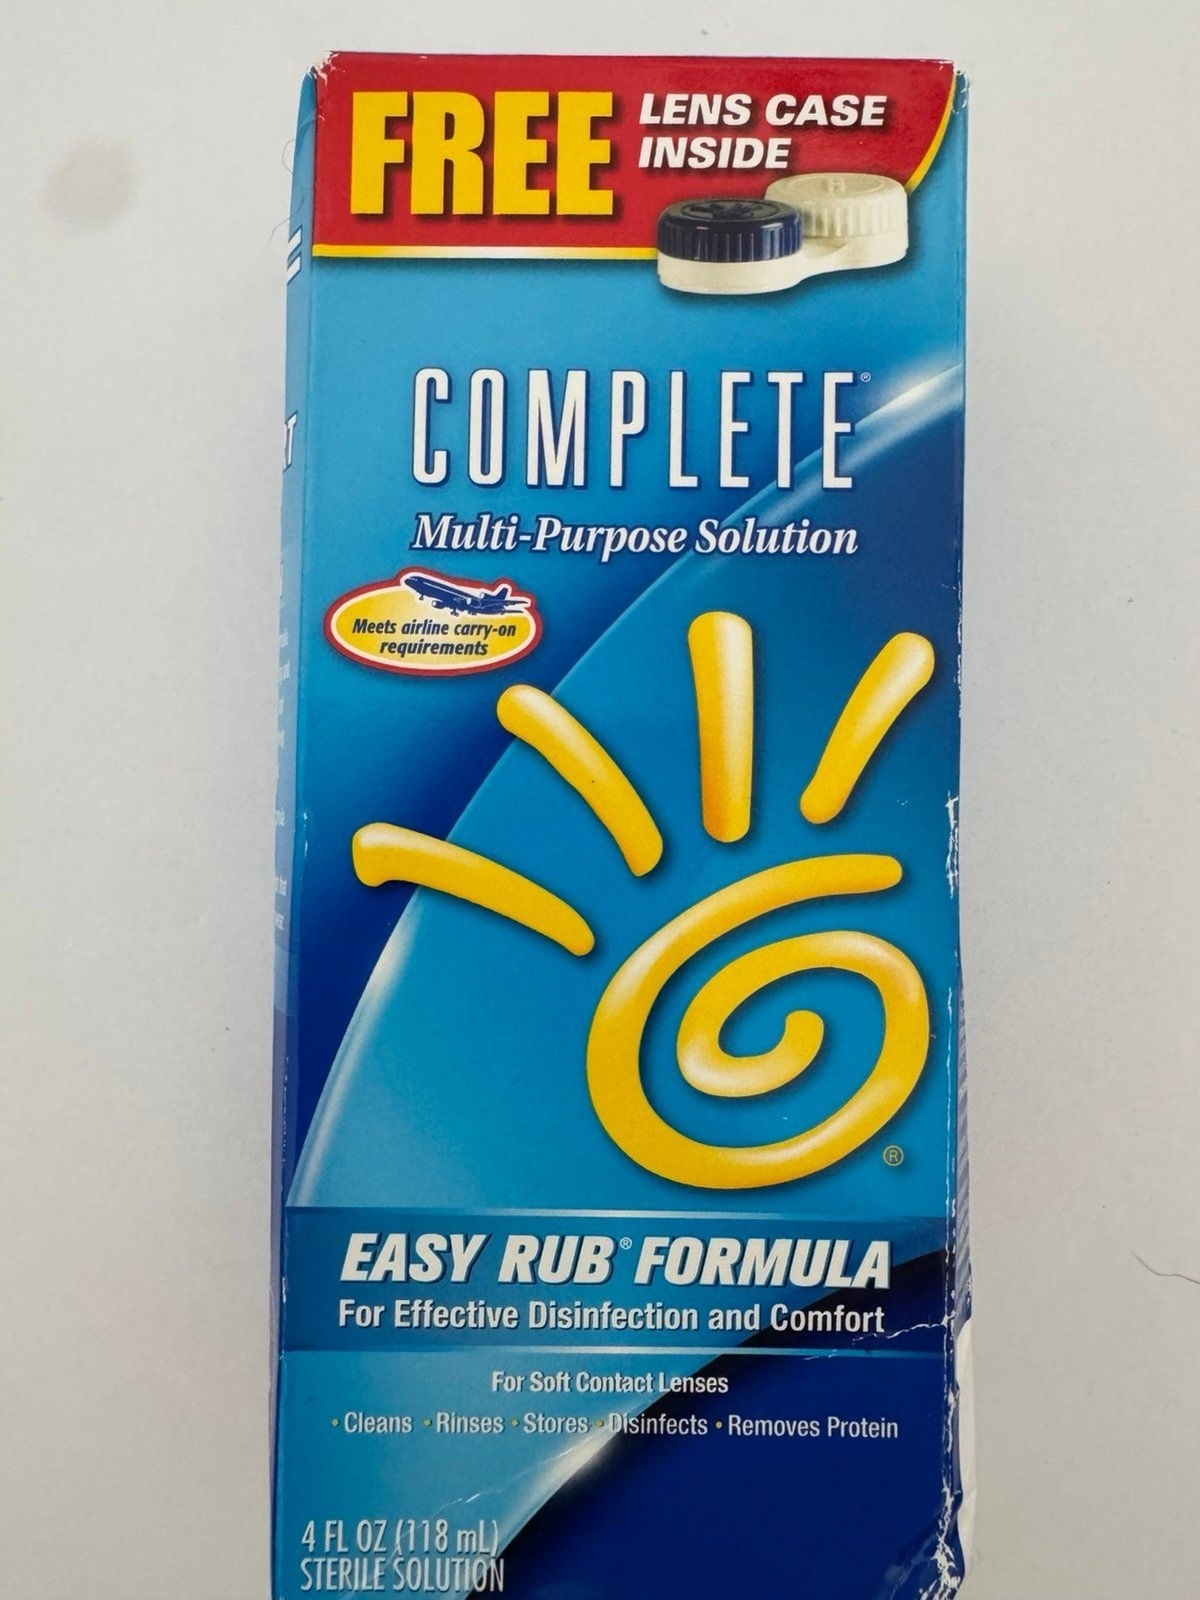 FREE
LENS CASE
INSIDE
COMPLETE®
Multi-Purpose Solution
Meets airline carry-on
requirements
®
EASY RUB® FORMULA
For Effective Disinfection and Comfort
For Soft Contact Lenses
• Cleans • Rinses • Stores • Disinfects • Removes Protein
4 FL OZ (118 mL)
STERILE SOLUTION